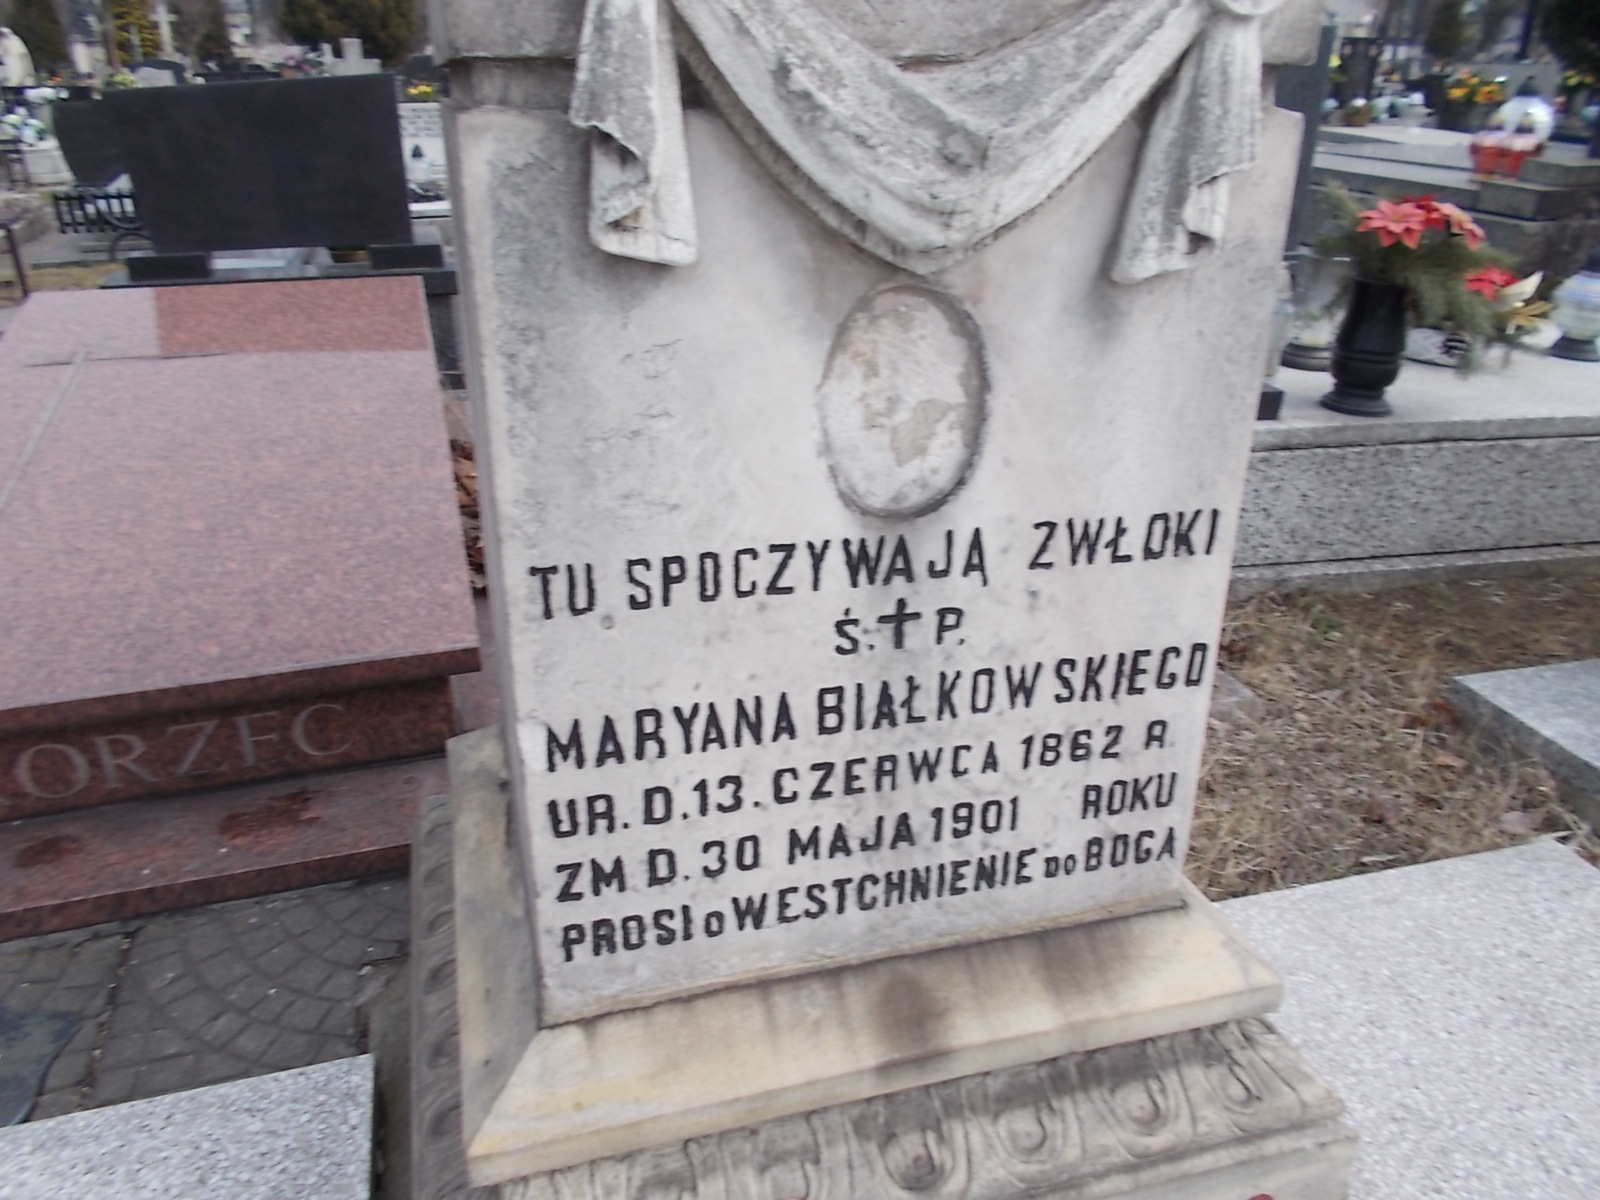 TU SPOCZYWAJĄ ZWŁOKI
Ś.✝P.
MARYANA BIAŁKOWSKIEGO
UR. D. 13. CZERWCA 1862 R.
ZM D. 30 MAJA 1901 ROKU
PROSI o WESTCHNIENIE DO BOGA
ORZEC